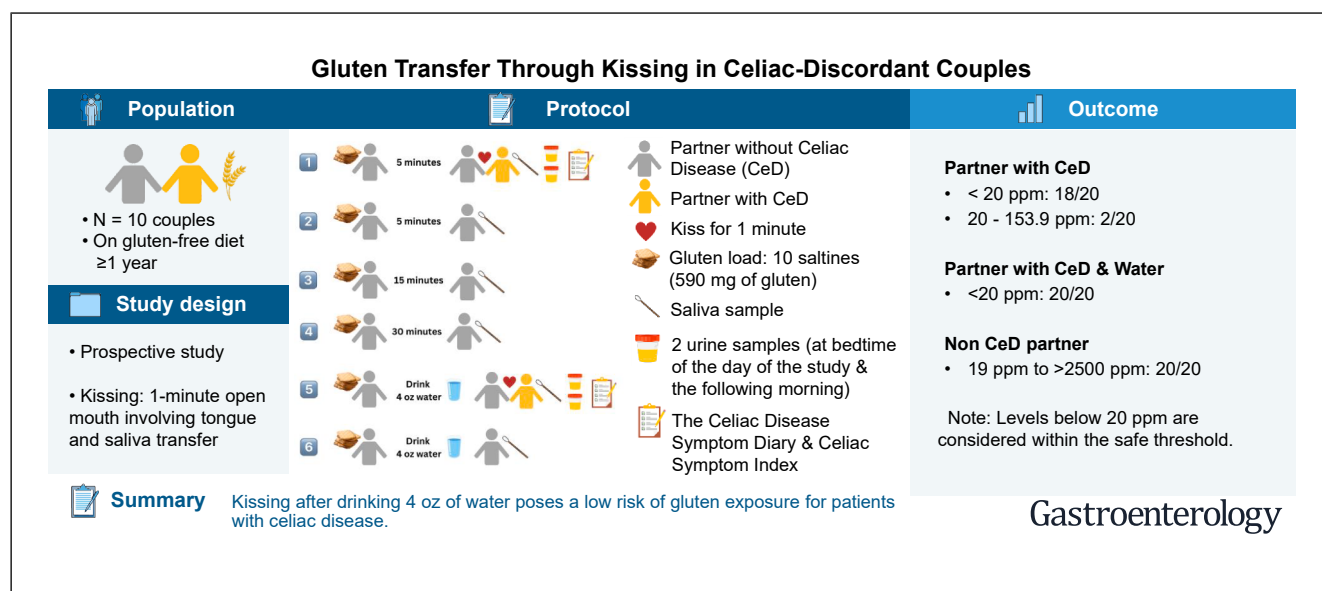 Gluten Transfer Through Kissing in Celiac-Discordant Couples
Population
• N = 10 couples
• On gluten-free diet
≥1 year
Study design
• Prospective study
• Kissing: 1-minute open
mouth involving tongue
and saliva transfer
Protocol
1
5 minutes
2
5 minutes
3
15 minutes
4
30 minutes
5
Drink
4 oz water
6
Drink
4 oz water
Partner without Celiac
Disease (CeD)
Partner with CeD
Kiss for 1 minute
Gluten load: 10 saltines
(590 mg of gluten)
Saliva sample
2 urine samples (at bedtime
of the day of the study &
the following morning)
The Celiac Disease
Symptom Diary & Celiac
Symptom Index
Outcome
Partner with CeD
• < 20 ppm: 18/20
• 20 - 153.9 ppm: 2/20
Partner with CeD & Water
• <20 ppm: 20/20
Non CeD partner
• 19 ppm to >2500 ppm: 20/20
Note: Levels below 20 ppm are
considered within the safe threshold.
Summary
Kissing after drinking 4 oz of water poses a low risk of gluten exposure for patients
with celiac disease.
Gastroenterology